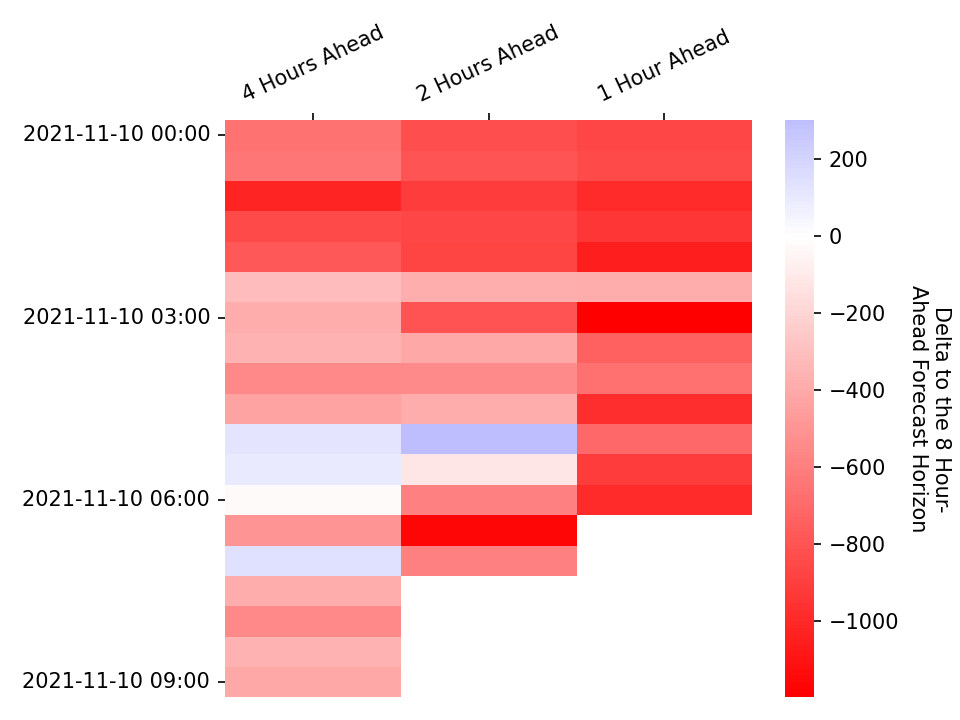 4 Hours Ahead
2 Hours Ahead
1 Hour Ahead
2021-11-10 00:00
2021-11-10 03:00
2021-11-10 06:00
2021-11-10 09:00
200
0
−200
−400
−600
−800
−1000
Delta to the 8 Hour-
Ahead Forecast Horizon